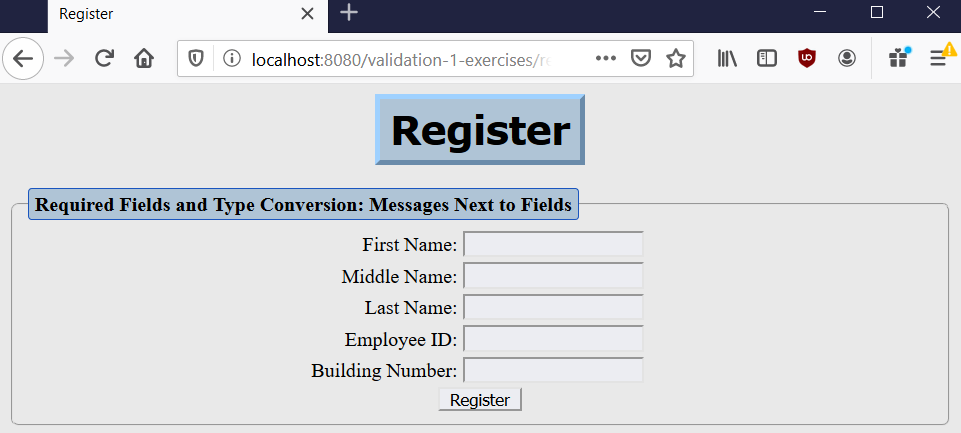 Register
localhost:8080/validation-1-exercises/re
Register
Required Fields and Type Conversion: Messages Next to Fields
First Name:
Middle Name:
Last Name:
Employee ID:
Building Number:
Register